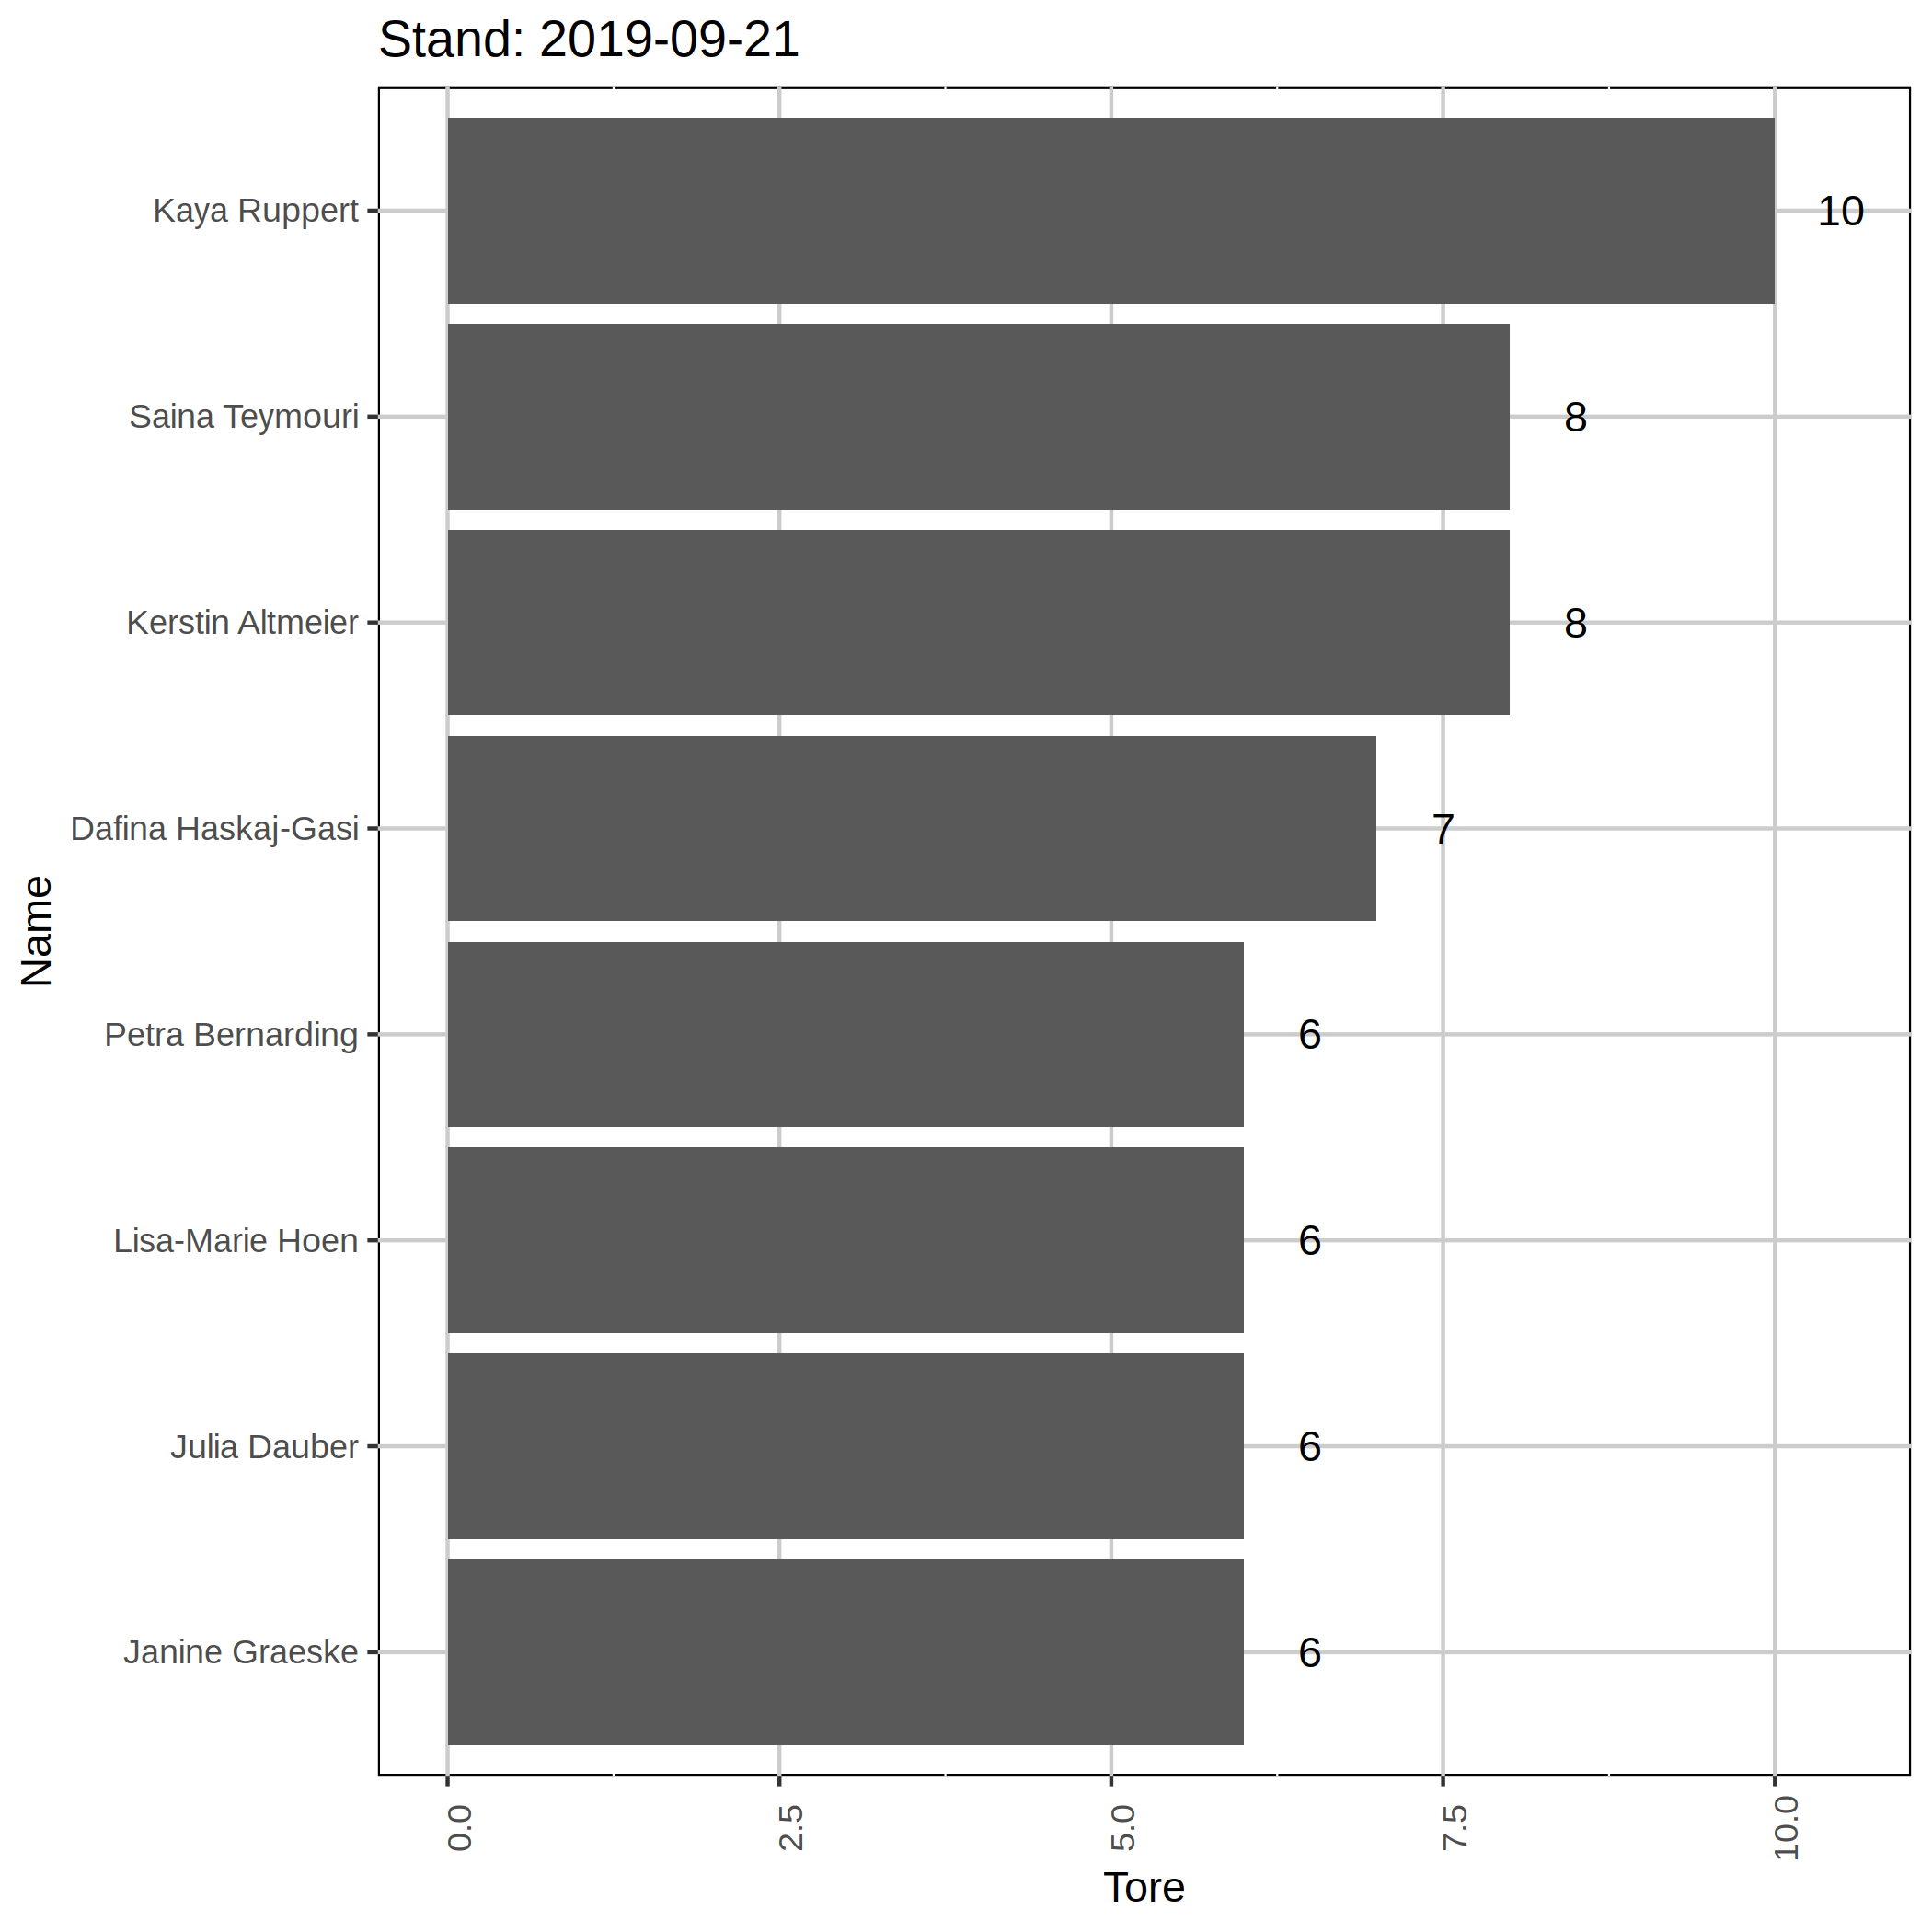 Stand: 2019-09-21
Kaya Ruppert
10
Saina Teymouri
8
Kerstin Altmeier
8
Dafina Haskaj-Gasi
7
Petra Bernarding
6
Lisa-Marie Hoen
6
Julia Dauber
6
Janine Graeske
6
Name
0.0
2.5
5.0
7.5
10.0
Tore